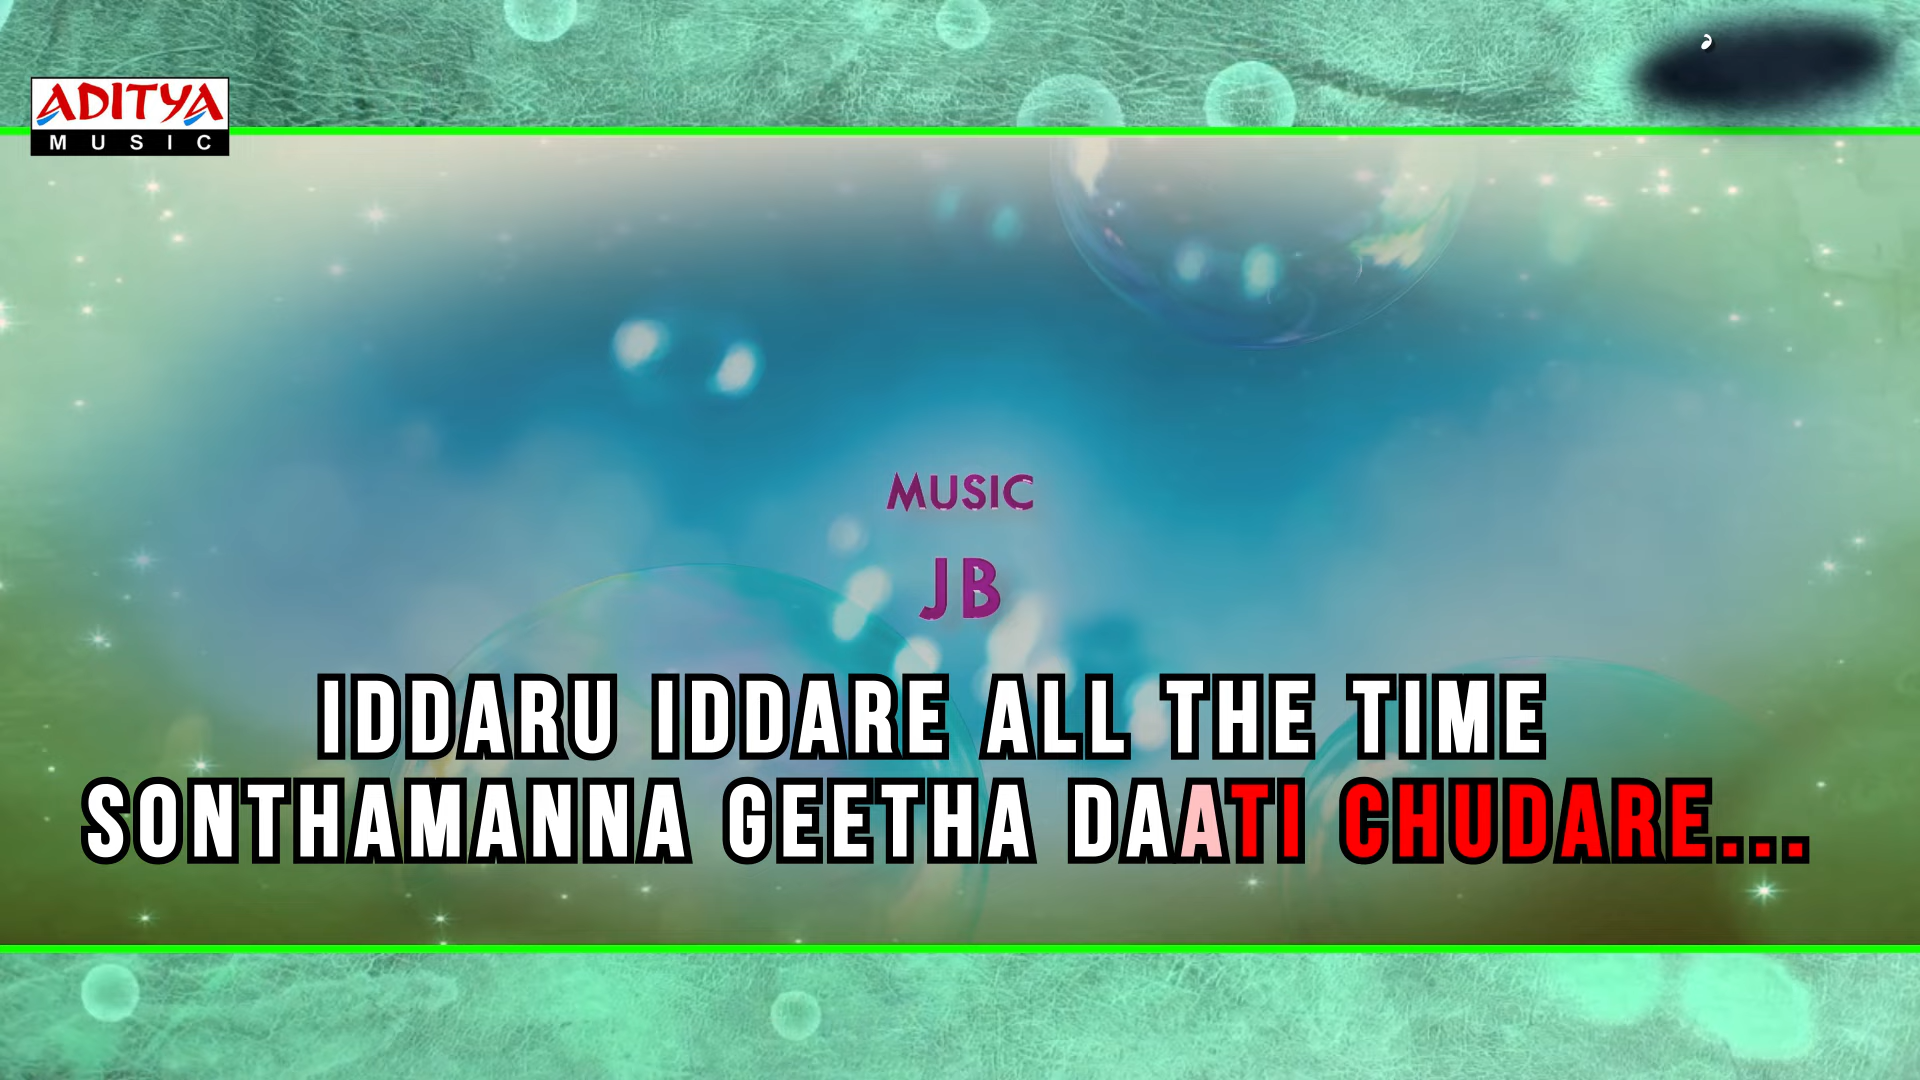 ADITYA
MUSIC
MUSIC
JB
IDDARU IDDARE ALL THE TIME
SONTHAMANNA GEETHA DAATI CHUDARE...